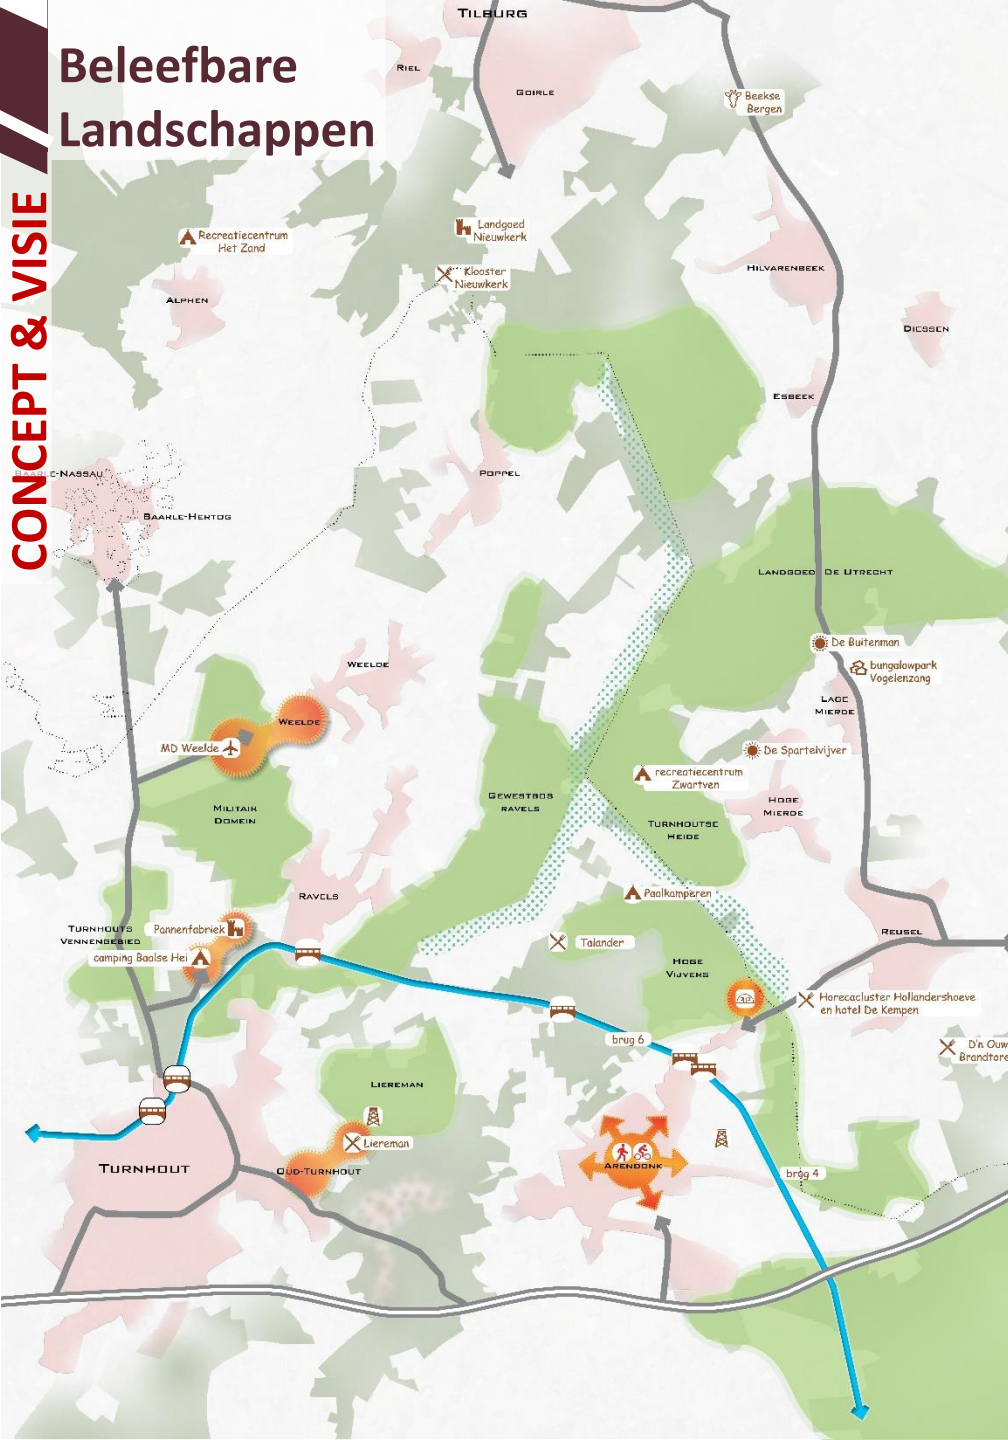 Beleefbare
Landschappen
CONCEPT & VISIE
TILBURG
RIEL
GOIRLE
Beekse
Bergen
Landgoed
Nieuwkerk
Recreatiecentrum
Het Zand
Klooster
Nieuwkerk
HILVARENBEEK
ALPHEN
DIESSEN
ESBEEK
BAARLE-NASSAU
POPPEL
BAARLE-HERTOG
LANDGOED DE UTRECHT
De Buitenman
WEELDE
bungalowpark
Vogelenzang
LAGE
MIERDE
WEELDE
MD Weelde
De Spartelvijver
recreatiecentrum
Zwartven
GEWESTBOS
RAVELS
HOGE
MIERDE
MILITAIR
DOMEIN
TURNHOUTSE
HEIDE
RAVELS
Paalkamperen
TURNHOUTS
VENNENGEBIED
Pannenfabriek
REUSEL
Talander
camping Baalse Hei
HOGE
VIJVERS
Horecacluster Hollandershoeve
en hotel De Kempen
brug 6
D'n Ouw
Brandtore
LIEREMAN
Liereman
TURNHOUT
OUD-TURNHOUT
ARENDONK
brug 4